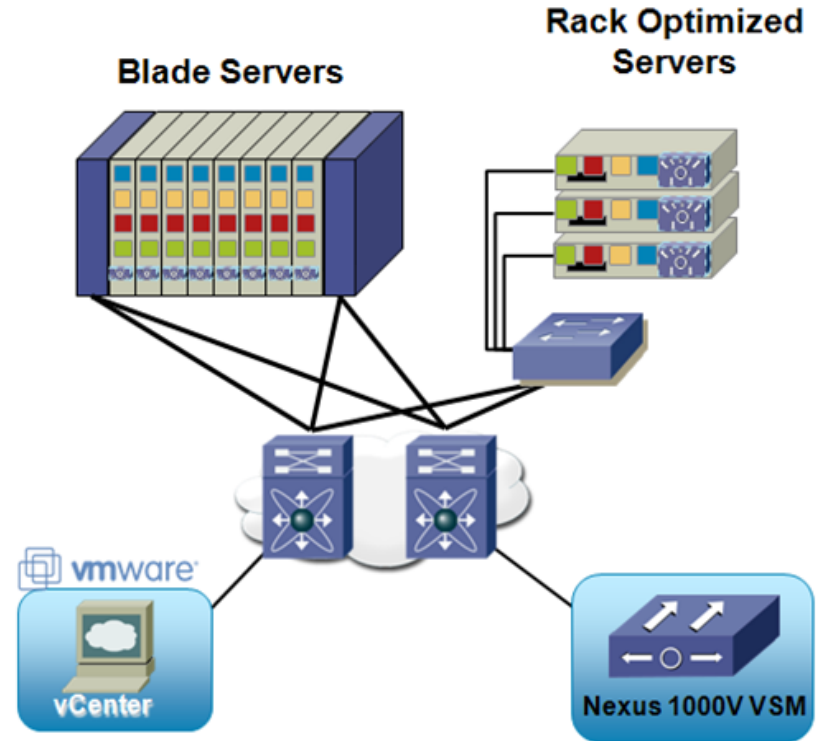 Rack Optimized
Servers
Blade Servers
vmware
vCenter
Nexus 1000V VSM